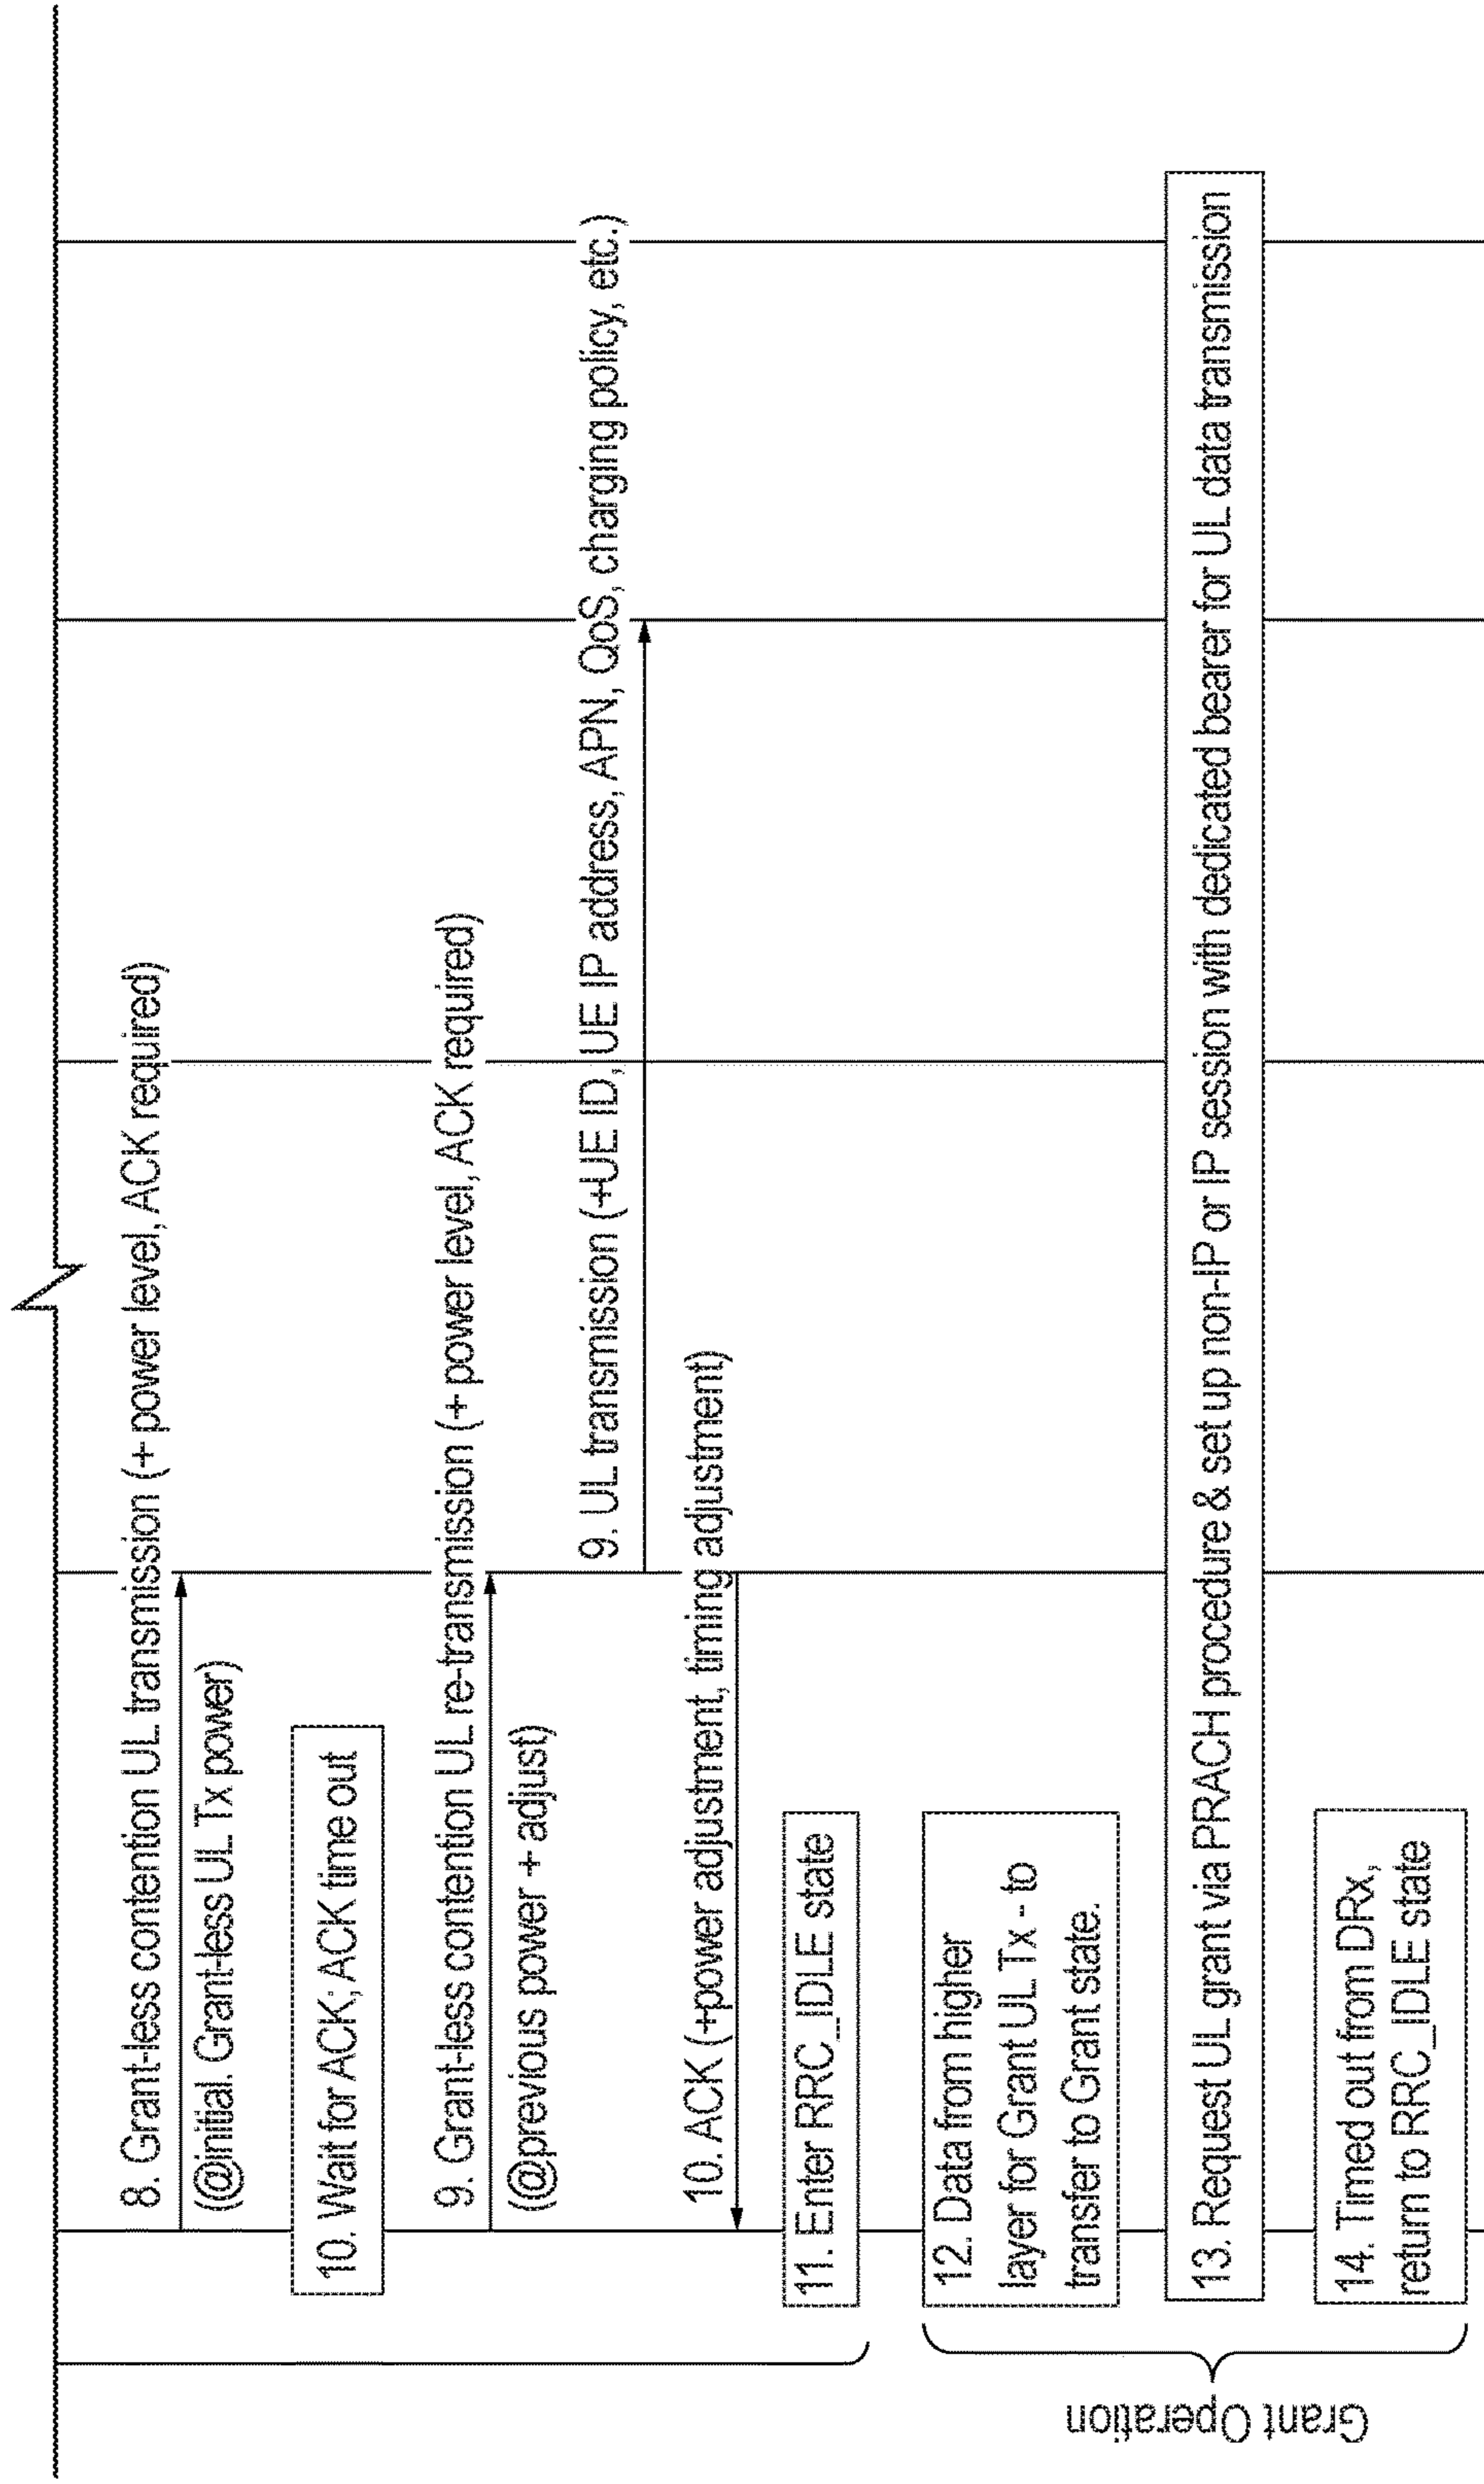 8. Grant-less contention UL transmission (+ power level, ACK required)
(@initial. Grant-less UL Tx power)
10. Wait for ACK; ACK time out
9. Grant-less contention UL re-transmission (+ power level, ACK required)
(@previous power + adjust)
9. UL transmission (+UE ID, UE IP address, APN, QoS, charging policy, etc.)
10. ACK (+power adjustment, timing adjustment)
11. Enter RRC_IDLE state
Grant Operation
12. Data from higher
layer for Grant UL Tx - to
transfer to Grant state.
13. Request UL grant via PRACH procedure & set up non-IP or IP session with dedicated bearer for UL data transmission
14. Timed out from DRx,
return to RRC_IDLE state